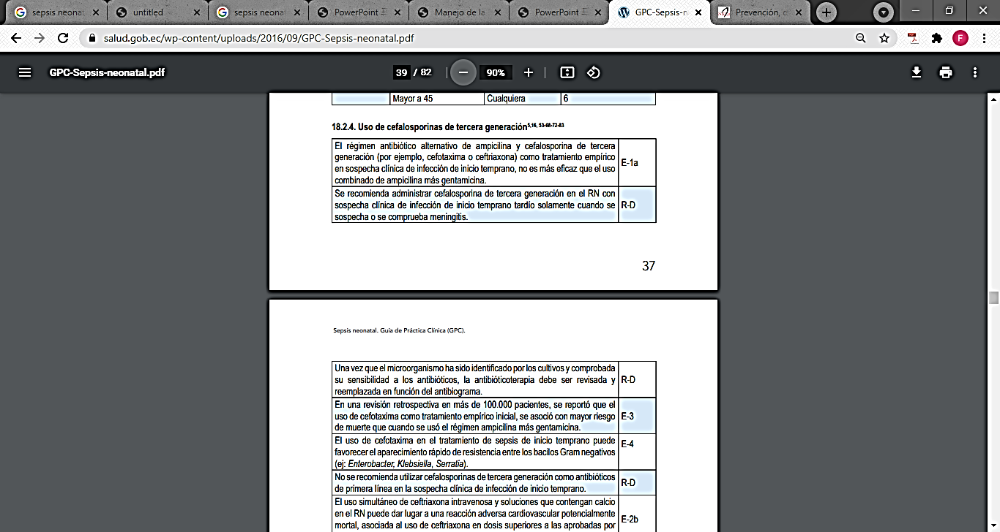 sepsis neonat
untitled
sepsis neonat
PowerPoint
Manejo de la
PowerPoint
GPC-Sepsis-n
Prevención,
salud.gob.ec/wp-content/uploads/2016/09/GPC-Sepsis-neonatal.pdf
F
GPC-Sepsis-neonatal.pdf
39 / 82
90%
Mayor a 45 Cualquiera 6
18.2.4. Uso de cefalosporinas de tercera generación5,16, 53-68-72-83
El régimen antibiótico alternativo de ampicilina y cefalosporina de tercera
generación (por ejemplo, cefotaxima o ceftriaxona) como tratamiento empírico
en sospecha clínica de infección de inicio temprano, no es más eficaz que el uso
combinado de ampicilina más gentamicina.
E-1a
Se recomienda administrar cefalosporina de tercera generación en el RN con
sospecha clínica de infección de inicio temprano tardío solamente cuando se
sospecha o se comprueba meningitis.
R-D
37
Sepsis neonatal. Guía de Práctica Clínica (GPC).
Una vez que el microorganismo ha sido identificado por los cultivos y comprobada
su sensibilidad a los antibióticos, la antibióticoterapia debe ser revisada y
reemplazada en función del antibiograma.
R-D
En una revisión retrospectiva en más de 100.000 pacientes, se reportó que el
uso de cefotaxima como tratamiento empírico inicial, se asoció con mayor riesgo
de muerte que cuando se usó el régimen ampicilina más gentamicina.
E-3
El uso de cefotaxima en el tratamiento de sepsis de inicio temprano puede
favorecer el aparecimiento rápido de resistencia entre los bacilos Gram negativos
(ej: Enterobacter, Klebsiella, Serratia).
E-4
No se recomienda utilizar cefalosporinas de tercera generación como antibióticos
de primera línea en la sospecha clínica de infección de inicio temprano.
R-D
El uso simultáneo de ceftriaxona intravenosa y soluciones que contengan calcio
en el RN puede dar lugar a una reacción adversa cardiovascular potencialmente
mortal, asociada al uso de ceftriaxona en dosis superiores a las aprobadas por
E-2b